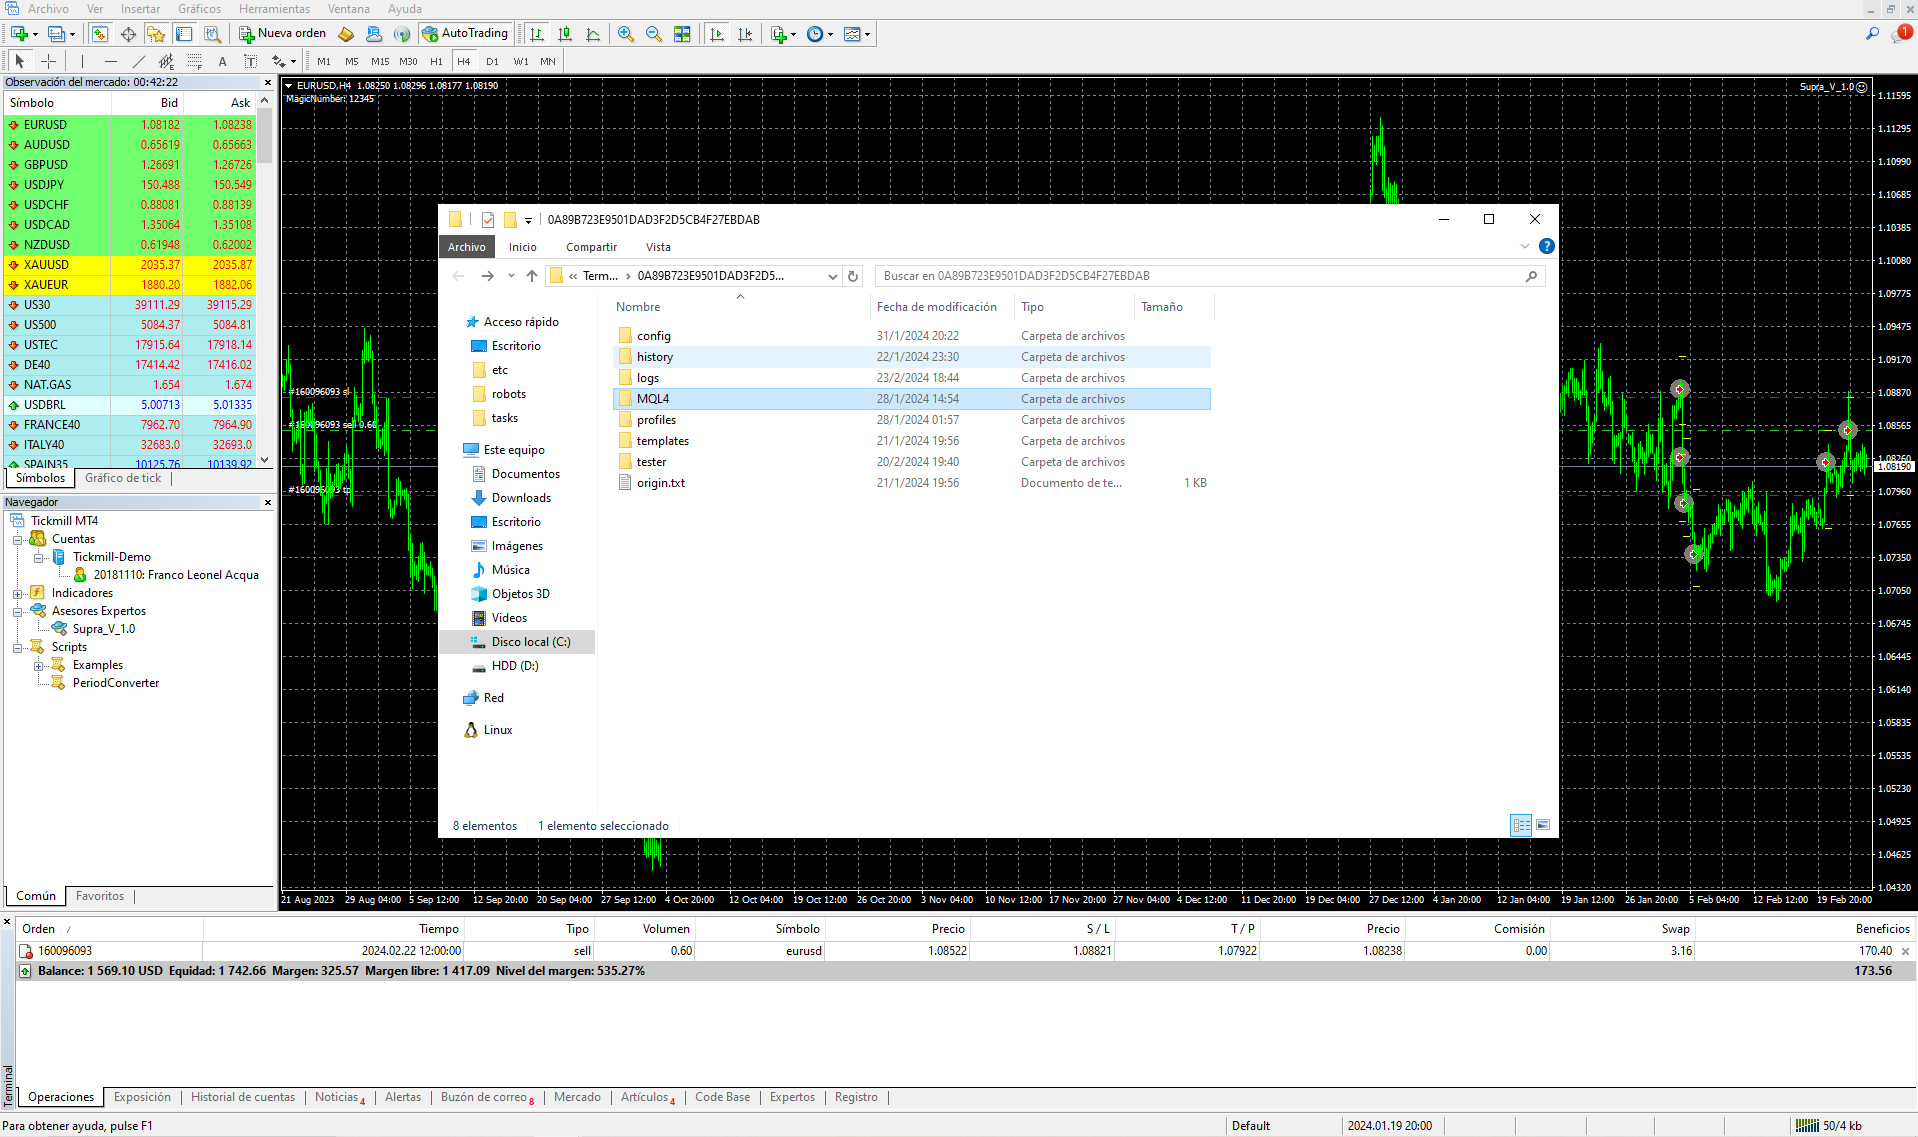 Archivo Ver Insertar Gráficos Herramientas Ventana Ayuda
Nueva orden AutoTrading 1
A T M1 M5 M15 M30 H1 H4 D1 W1 MN
Observación del mercado: 00:42:22
Símbolo Bid Ask
EURUSD 1.08182 1.08238
AUDUSD 0.65619 0.65663
GBPUSD 1.26691 1.26726
USDJPY 150.488 150.549
USDCHF 0.88081 0.88139
USDCAD 1.35064 1.35108
NZDUSD 0.61948 0.62002
XAUUSD 2035.37 2035.87
XAUEUR 1880.20 1882.06
US30 39111.29 39115.29
US500 5084.37 5084.81
USTEC 17915.64 17918.14
DE40 17414.42 17416.02
NAT.GAS 1.654 1.674
USDBRL 5.00713 5.01335
FRANCE40 7962.70 7964.90
ITALY40 32683.0 32693.0
SPAIN35 10125.76 10139.92
Símbolos Gráfico de tick
Navegador
Tickmill MT4
Cuentas
Tickmill-Demo
20181110: Franco Leonel Acqua
Indicadores
Asesores Expertos
Supra_V_1.0
Scripts
Examples
PeriodConverter
Común Favoritos
EURUSD,H4 1.08250 1.08296 1.08177 1.08190
MagicNumber: 12345
Supra_V_1.0
#160096093 sl
#160096093 sell 0.60
#160096093 tp
1.11595
1.11295
1.10990
1.10685
1.10385
1.10080
1.09775
1.09475
1.09170
1.08870
1.08565
1.08260
1.08190
1.07960
1.07655
1.07350
1.07050
1.06745
1.06445
1.06140
1.05835
1.05535
1.05230
1.04925
1.04625
1.04320
21 Aug 2023 29 Aug 04:00 5 Sep 12:00 12 Sep 20:00 20 Sep 04:00 27 Sep 12:00 4 Oct 20:00 12 Oct 04:00 19 Oct 12:00 26 Oct 20:00 3 Nov 04:00 10 Nov 12:00 17 Nov 20:00 27 Nov 04:00 4 Dec 12:00 11 Dec 20:00 19 Dec 04:00 27 Dec 12:00 4 Jan 20:00 12 Jan 04:00 19 Jan 12:00 26 Jan 20:00 5 Feb 04:00 12 Feb 12:00 19 Feb 20:00
0A89B723E9501DAD3F2D5CB4F27EBDAB
Archivo Inicio Compartir Vista
« Term... › 0A89B723E9501DAD3F2D5... Buscar en 0A89B723E9501DAD3F2D5CB4F27EBDAB
Acceso rápido
Escritorio
etc
robots
tasks
Este equipo
Documentos
Downloads
Escritorio
Imágenes
Música
Objetos 3D
Videos
Disco local (C:)
HDD (D:)
Red
Linux
Nombre Fecha de modificación Tipo Tamaño
config 31/1/2024 20:22 Carpeta de archivos
history 22/1/2024 23:30 Carpeta de archivos
logs 23/2/2024 18:44 Carpeta de archivos
MQL4 28/1/2024 14:54 Carpeta de archivos
profiles 28/1/2024 01:57 Carpeta de archivos
templates 21/1/2024 19:56 Carpeta de archivos
tester 20/2/2024 19:40 Carpeta de archivos
origin.txt 21/1/2024 19:56 Documento de te... 1 KB
8 elementos 1 elemento seleccionado
Orden / Tiempo Tipo Volumen Símbolo Precio S / L T / P Precio Comisión Swap Beneficios
160096093 2024.02.22 12:00:00 sell 0.60 eurusd 1.08522 1.08821 1.07922 1.08238 0.00 3.16 170.40
Balance: 1 569.10 USD Equidad: 1 742.66 Margen: 325.57 Margen libre: 1 417.09 Nivel del margen: 535.27% 173.56
Terminal
Operaciones Exposición Historial de cuentas Noticias 4 Alertas Buzón de correo 8 Mercado Artículos 4 Code Base Expertos Registro
Para obtener ayuda, pulse F1 Default 2024.01.19 20:00 50/4 kb